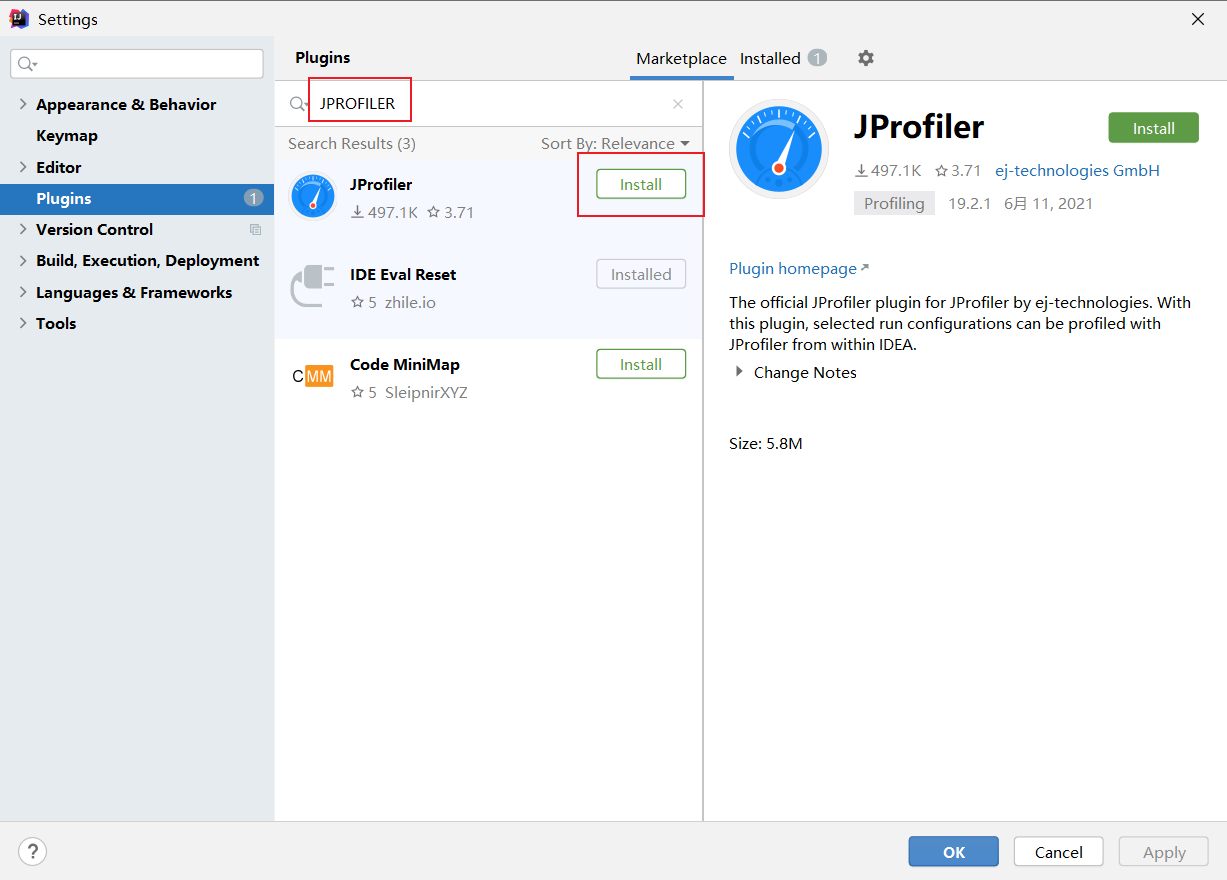 Settings
Plugins
Marketplace
Installed 1
Appearance & Behavior
Keymap
Editor
Plugins 1
Version Control
Build, Execution, Deployment
Languages & Frameworks
Tools
JPROFILER
Search Results (3)
Sort By: Relevance
JProfiler
Install
497.1K 3.71
IDE Eval Reset
Installed
5 zhile.io
C MM
Code MiniMap
Install
5 SleipnirXYZ
JProfiler
Install
497.1K 3.71 ej-technologies GmbH
Profiling 19.2.1 6月 11, 2021
Plugin homepage
The official JProfiler plugin for JProfiler by ej-technologies. With
this plugin, selected run configurations can be profiled with
JProfiler from within IDEA.
Change Notes
Size: 5.8M
?
OK
Cancel
Apply